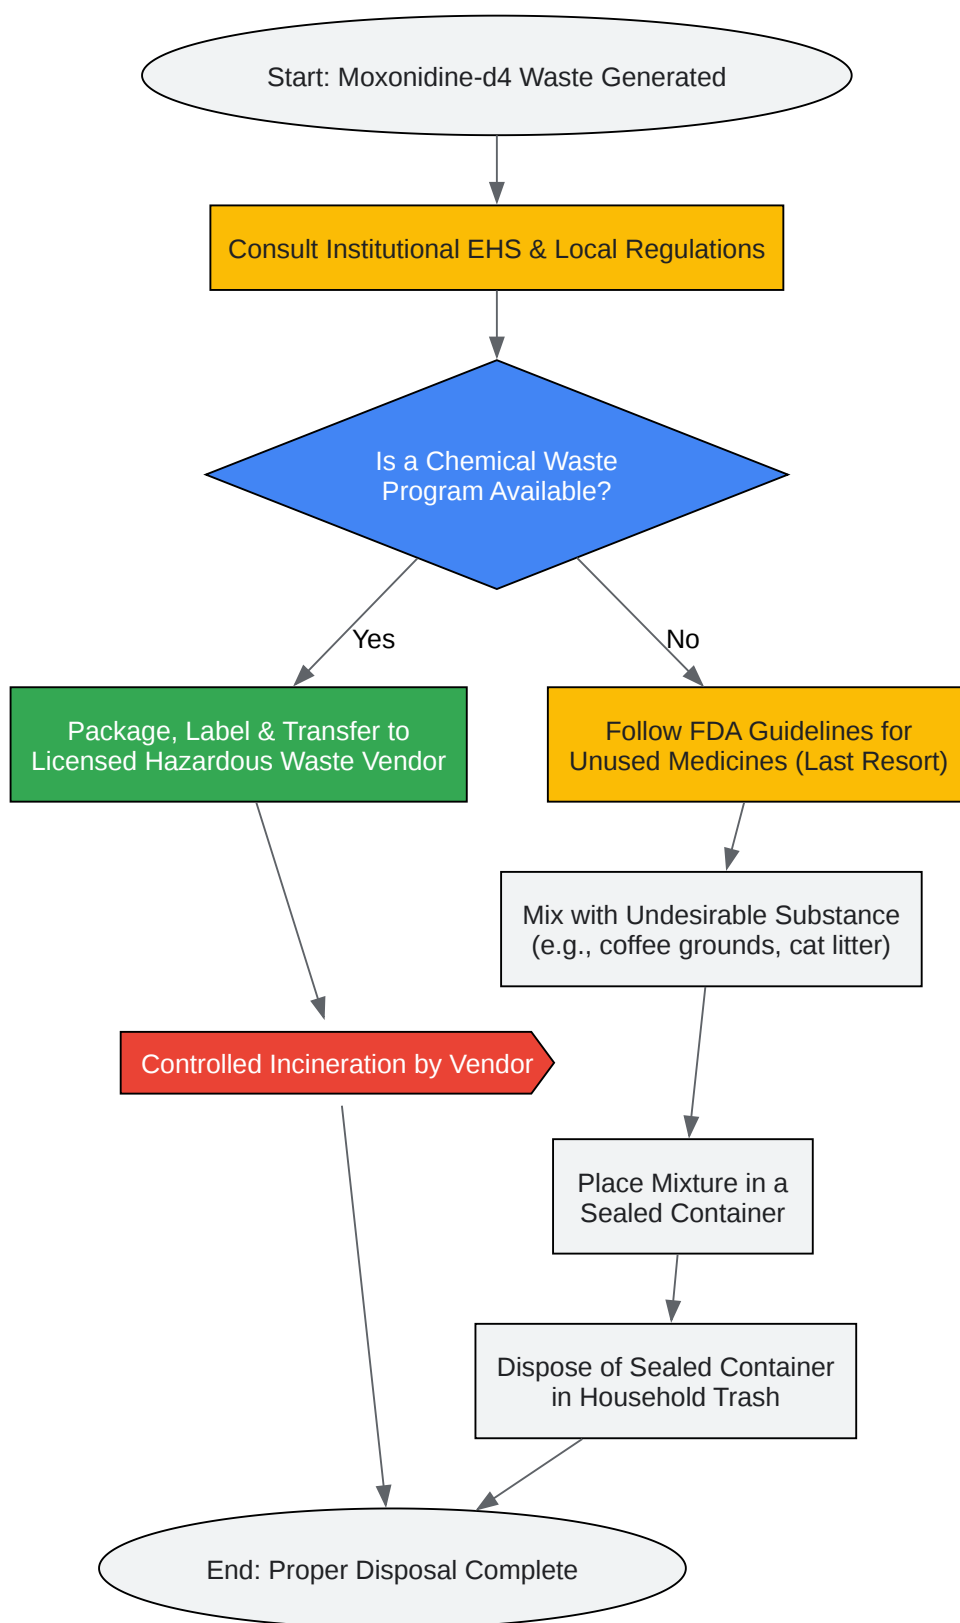 Start: Moxonidine-d4 Waste Generated
Consult Institutional EHS & Local Regulations
Is a Chemical Waste
Program Available?
Yes
No
Package, Label & Transfer to
Licensed Hazardous Waste Vendor
Follow FDA Guidelines for
Unused Medicines (Last Resort)
Mix with Undesirable Substance
(e.g., coffee grounds, cat litter)
Controlled Incineration by Vendor
Place Mixture in a
Sealed Container
Dispose of Sealed Container
in Household Trash
End: Proper Disposal Complete